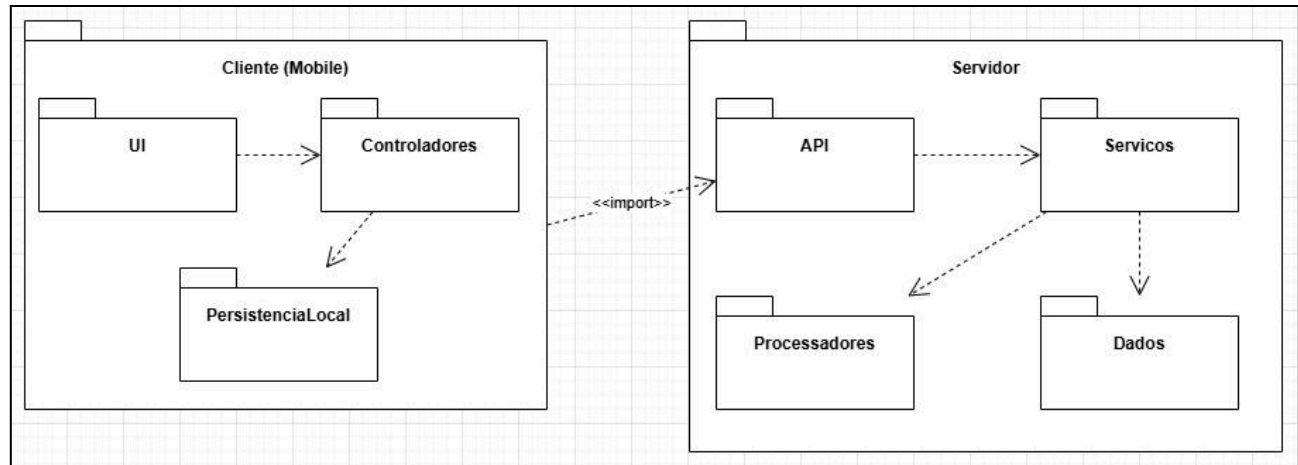 Cliente (Mobile)
Servidor
UI
Controladores
API
Servicos
<<import>>
PersistenciaLocal
Processadores
Dados